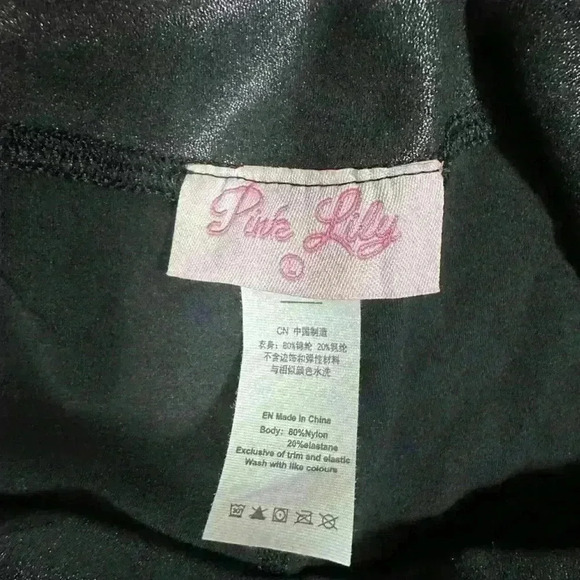 Pink Lily
CN 中国制造
衣身：80%锦纶 20%氨纶
不含边饰和弹性材料
与相似颜色水洗
EN Made in China
Body: 80%Nylon
20%elastane
Exclusive of trim and elastic
Wash with like colours
30